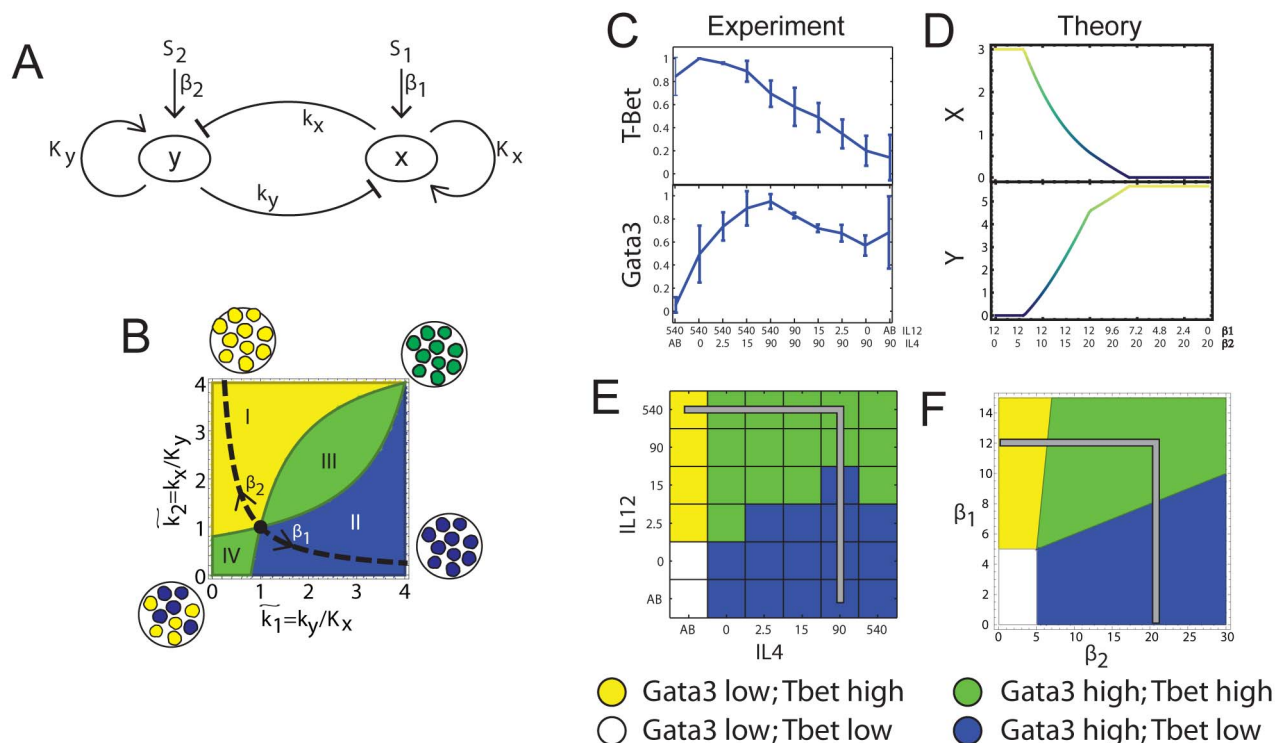 A
S2
S1
β2
β1
kx
Ky
y
x
Kx
ky
B
4
3
2
1
0
I
III
II
IV
β2
β1
k̃2=kx/Ky
0 1 2 3 4
k̃1=ky/Kx
C
Experiment
T-Bet
1
0.8
0.6
0.4
0.2
0
Gata3
1
0.8
0.6
0.4
0.2
0
540 540 540 540 540 90 15 2.5 0 AB IL12
AB 0 2.5 15 90 90 90 90 90 90 IL4
D
Theory
X
3
2
1
0
Y
5
4
3
2
1
0
12 12 12 12 12 9.6 7.2 4.8 2.4 0 β1
0 5 10 15 20 20 20 20 20 20 β2
E
IL12
540
90
15
2.5
0
AB
AB 0 2.5 15 90 540
IL4
F
β1
14
12
10
8
6
4
2
0
0 5 10 15 20 25 30
β2
Gata3 low; Tbet high
Gata3 high; Tbet high
Gata3 low; Tbet low
Gata3 high; Tbet low